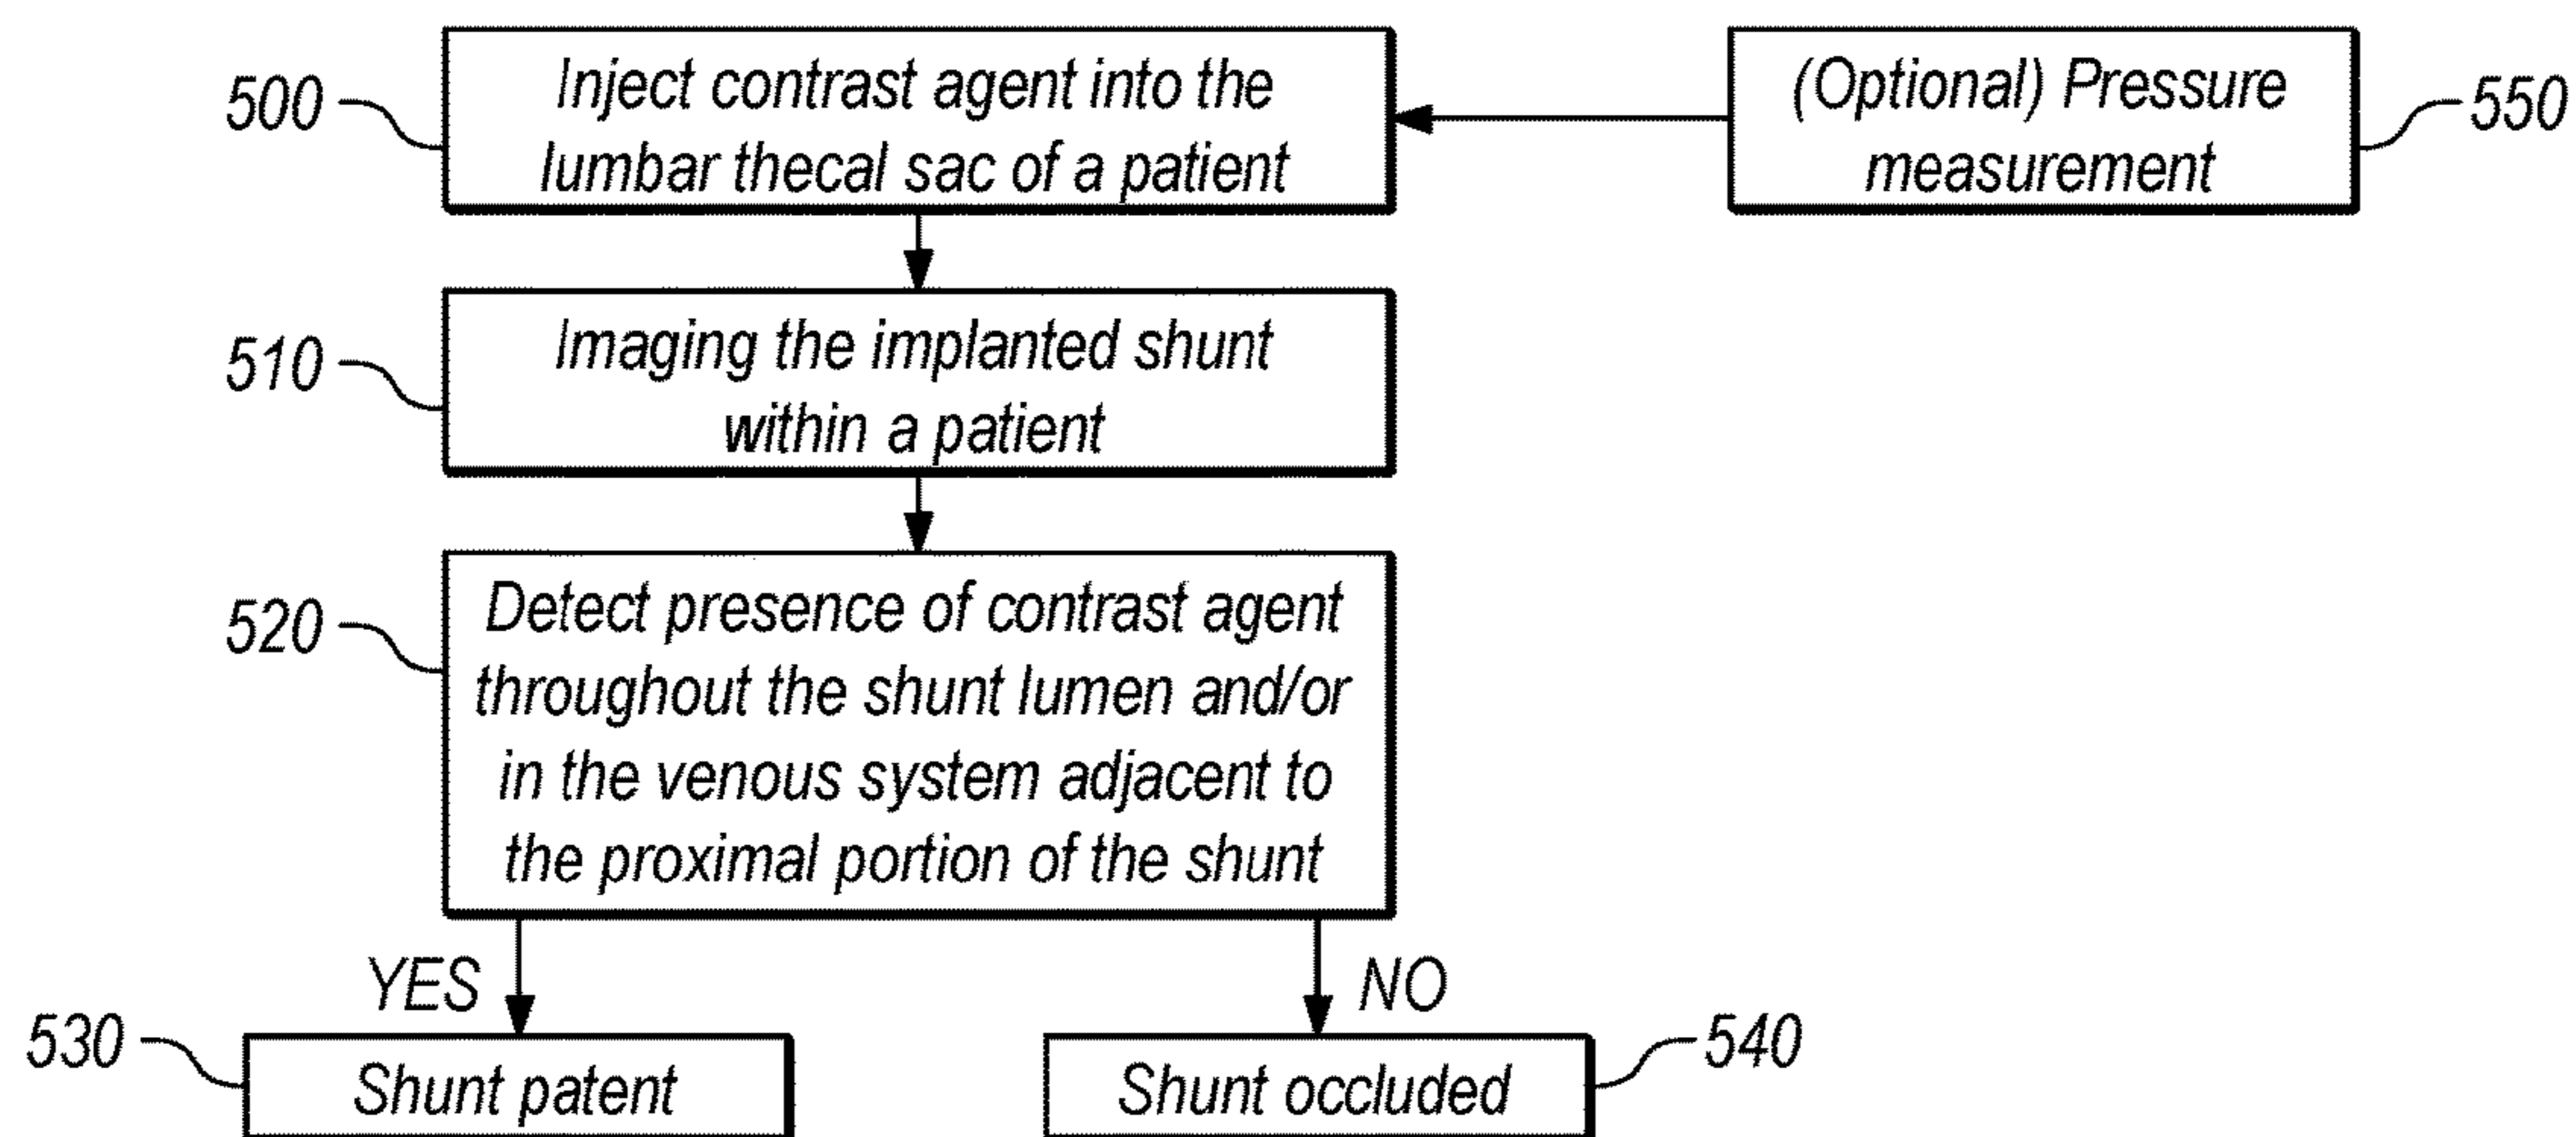 500
Inject contrast agent into the
lumbar thecal sac of a patient
(Optional) Pressure
measurement
550
510
Imaging the implanted shunt
within a patient
520
Detect presence of contrast agent
throughout the shunt lumen and/or
in the venous system adjacent to
the proximal portion of the shunt
YES
NO
530
Shunt patent
Shunt occluded
540